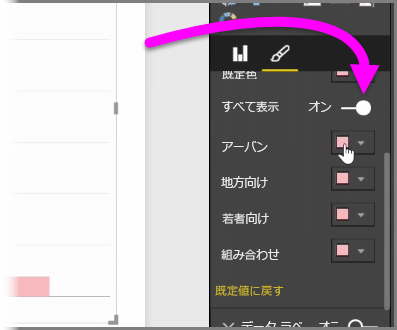 既定色
すべて表示 オン
アーバン
地方向け
若者向け
組み合わせ
既定値に戻す
データ ラベ...